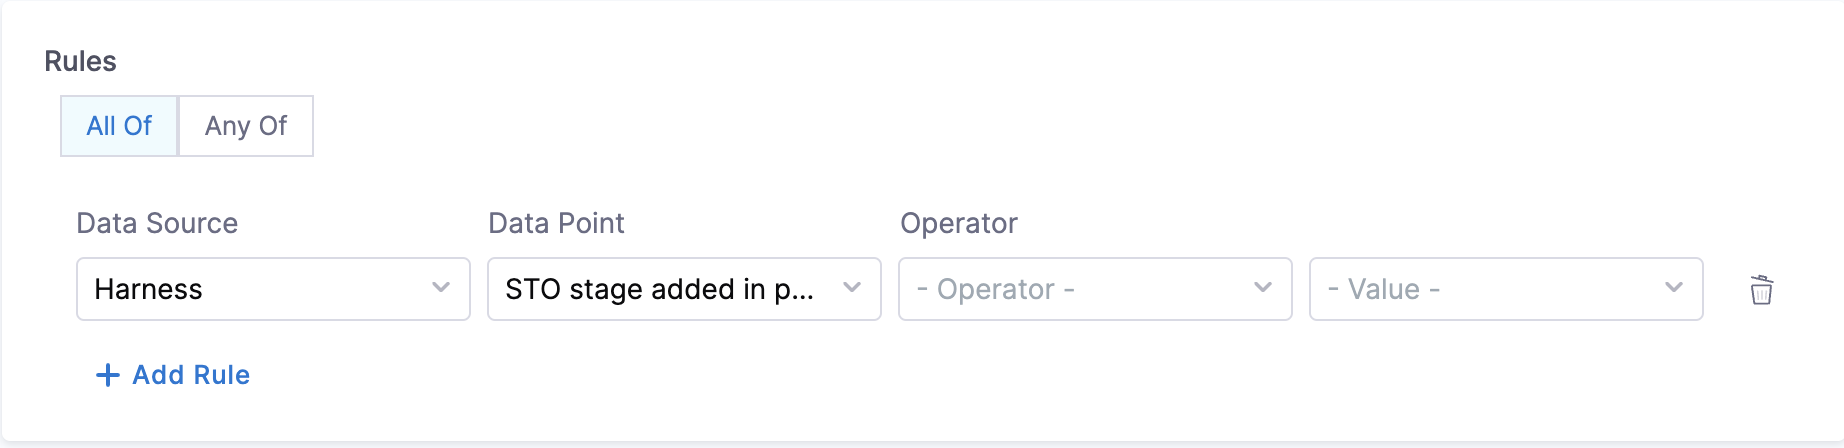 Rules
All Of Any Of
Data Source Data Point Operator
Harness STO stage added in p... - Operator - - Value -
+ Add Rule